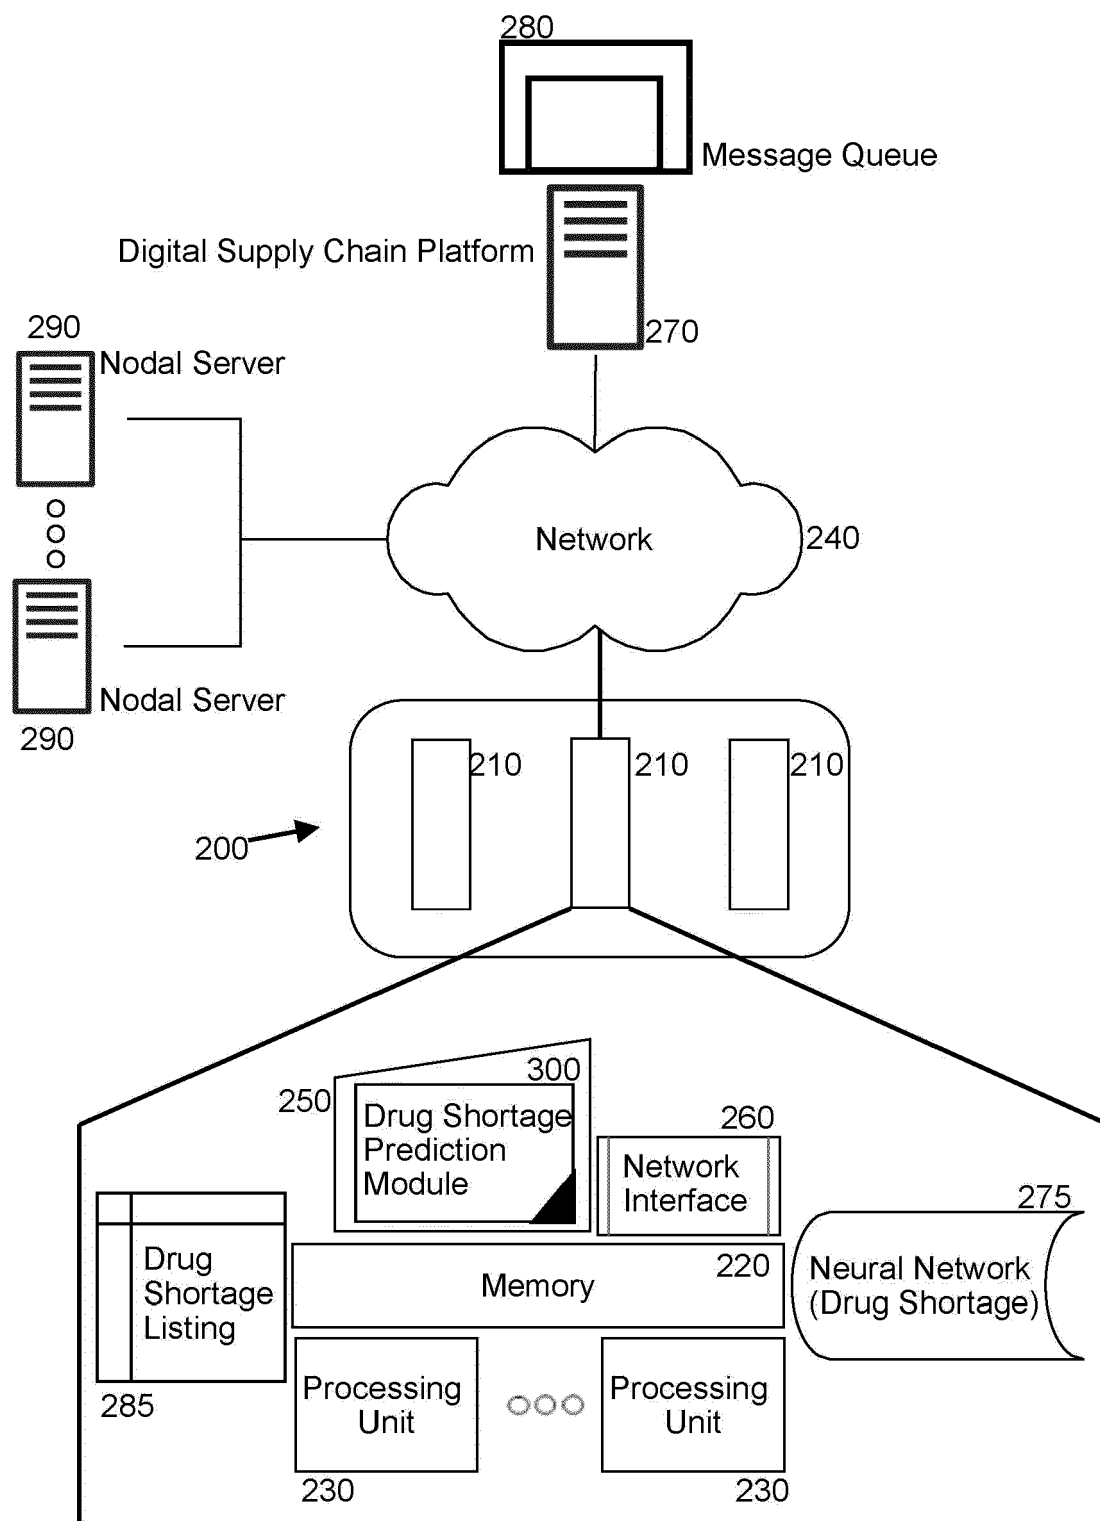 280
Message Queue
Digital Supply Chain Platform
270
290
Nodal Server
Network
240
Nodal Server
290
210
210
210
200
300
250
Drug Shortage
Prediction
Module
260
Network
Interface
275
Drug
Shortage
Listing
285
220
Memory
Neural Network
(Drug Shortage)
Processing
Unit
230
Processing
Unit
230